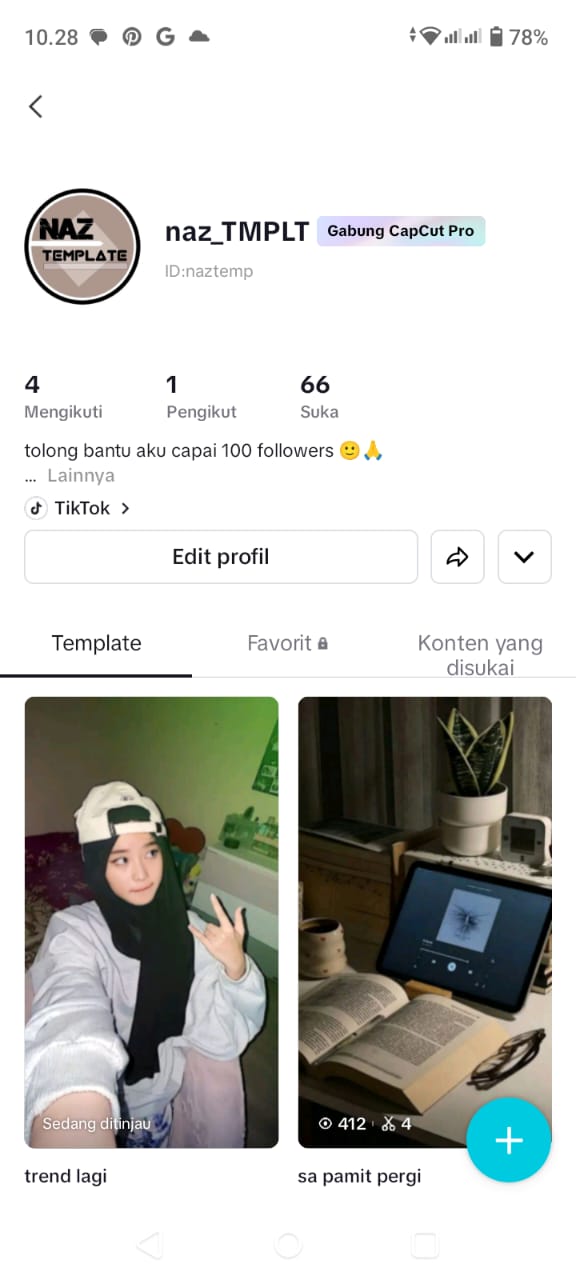 10.28
78%
NAZ
TEMPLATE
naz_TMPLT
Gabung CapCut Pro
ID:naztemp
4
1
66
Mengikuti
Pengikut
Suka
tolong bantu aku capai 100 followers 🙂🙏
... Lainnya
TikTok >
Edit profil
Template
Favorit
Konten yang
disukai
Sedang ditinjau
412
4
trend lagi
sa pamit pergi